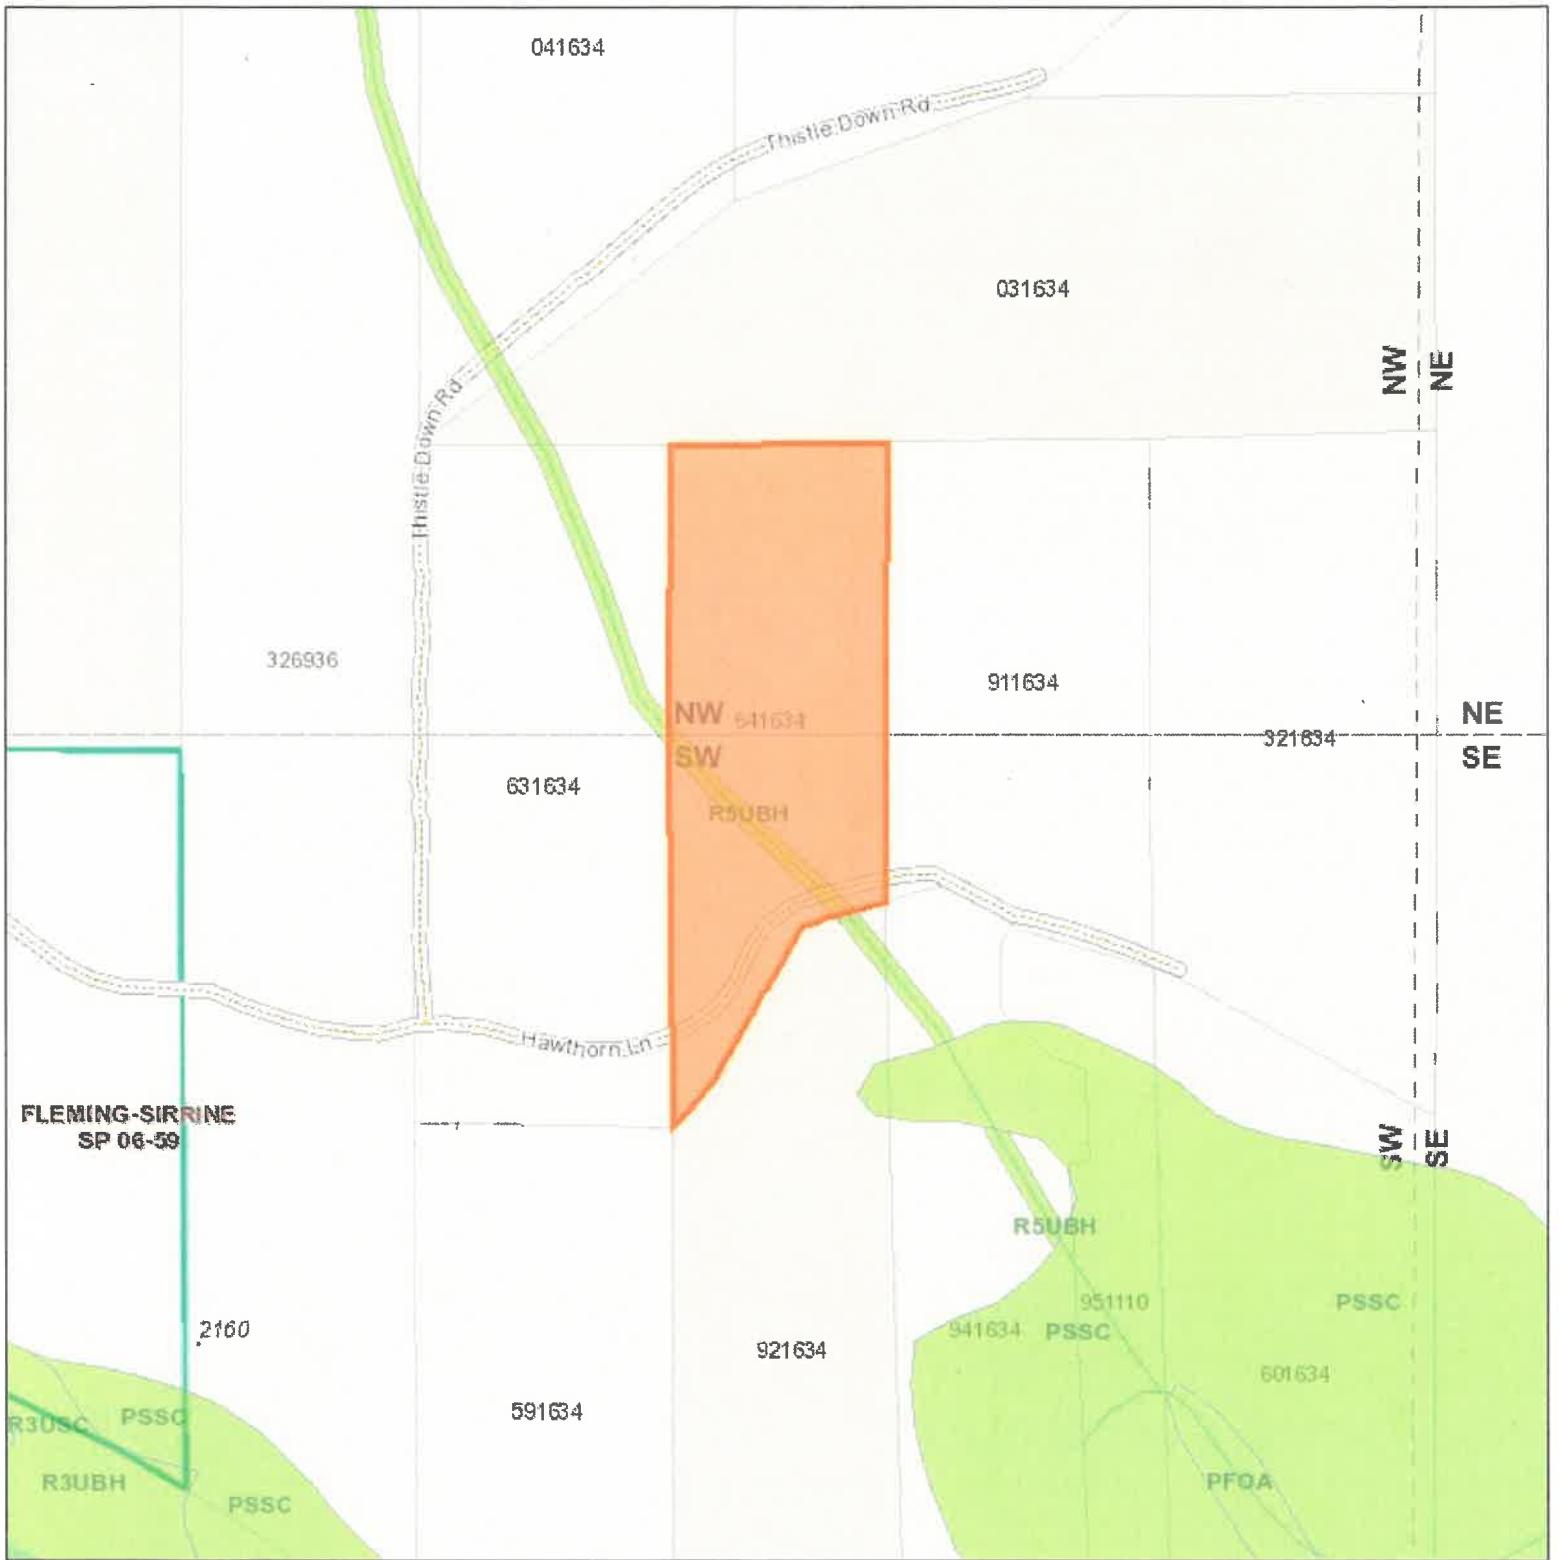 041634
Thistle Down Rd
031634
NW
NE
Thistle Down Rd
326936
911634
NW
641634
NE
321634
SW
SE
631634
R5UBH
Hawthorn Ln
FLEMING-SIRRINE
SP 06-59
SW
SE
R5UBH
951110
PSSC
2160
941634
PSSC
921634
601634
591634
R3USC
PSSC
R3UBH
PFOA
PSSC